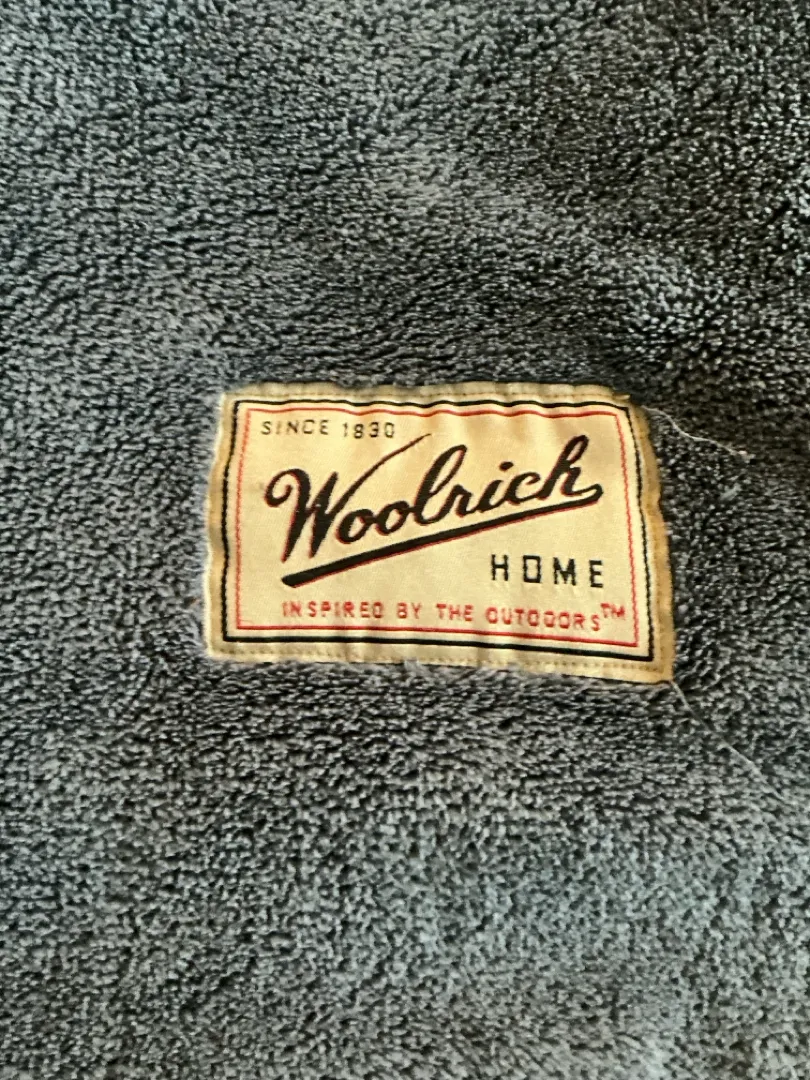 SINCE 1830
Woolrich
HOME
INSPIRED BY THE OUTDOORS™